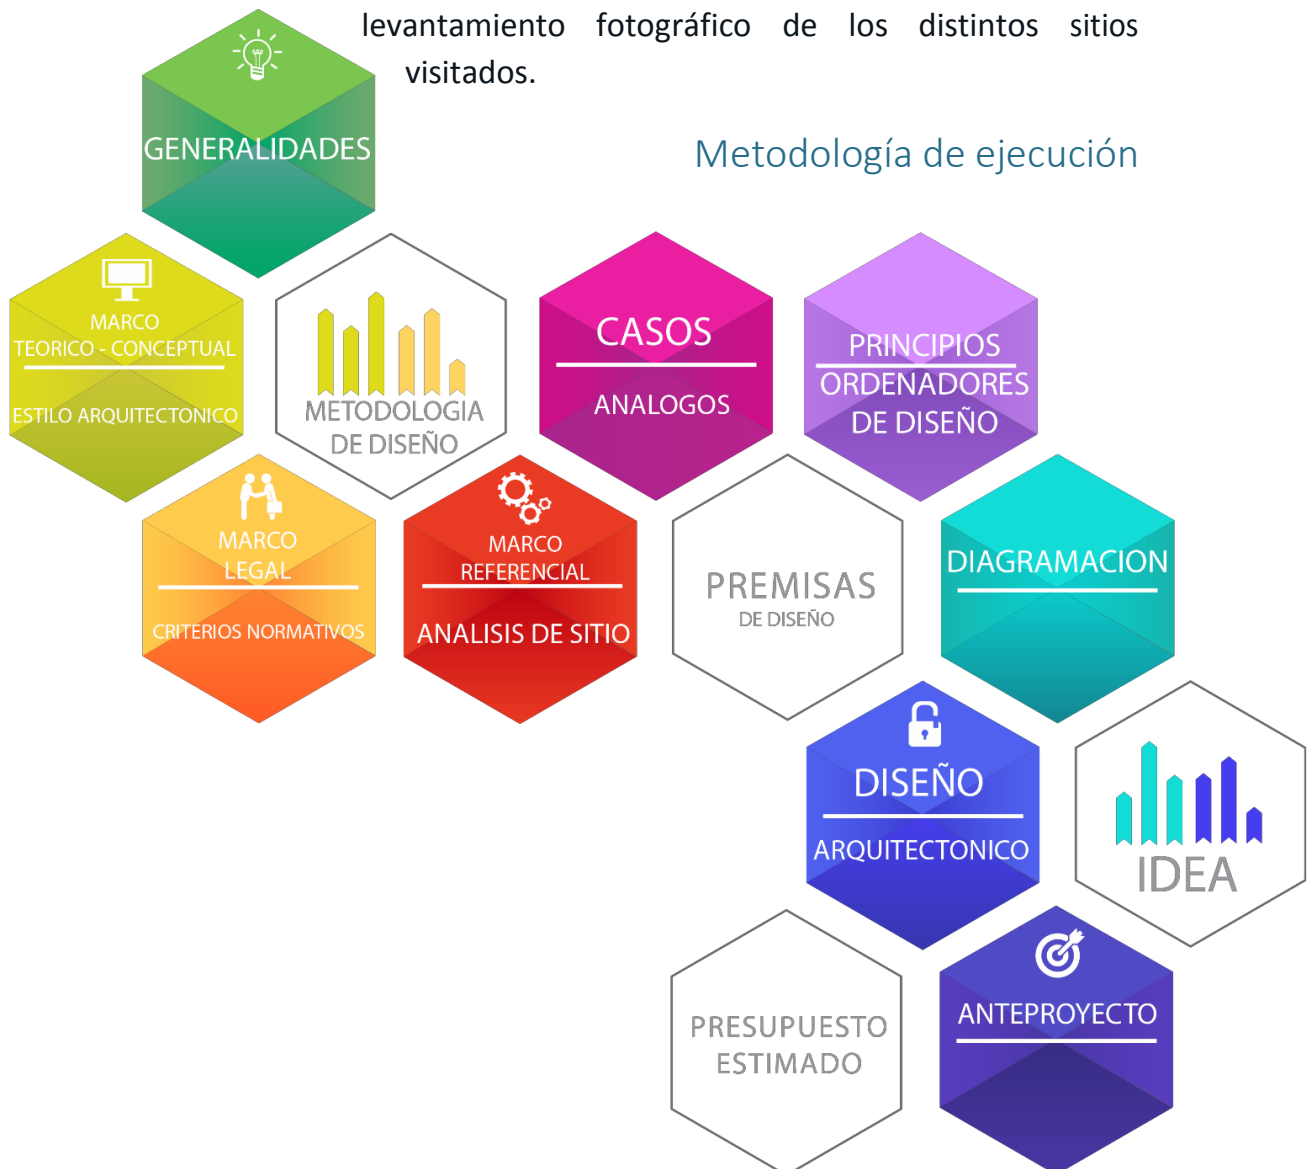 levantamiento fotográfico de los distintos sitios
visitados.
Metodología de ejecución
GENERALIDADES
MARCO
TEORICO - CONCEPTUAL
ESTILO ARQUITECTONICO
METODOLOGIA
DE DISEÑO
CASOS
ANALOGOS
PRINCIPIOS
ORDENADORES
DE DISEÑO
MARCO
LEGAL
CRITERIOS NORMATIVOS
MARCO
REFERENCIAL
ANALISIS DE SITIO
PREMISAS
DE DISEÑO
DIAGRAMACION
DISEÑO
ARQUITECTONICO
IDEA
PRESUPUESTO
ESTIMADO
ANTEPROYECTO